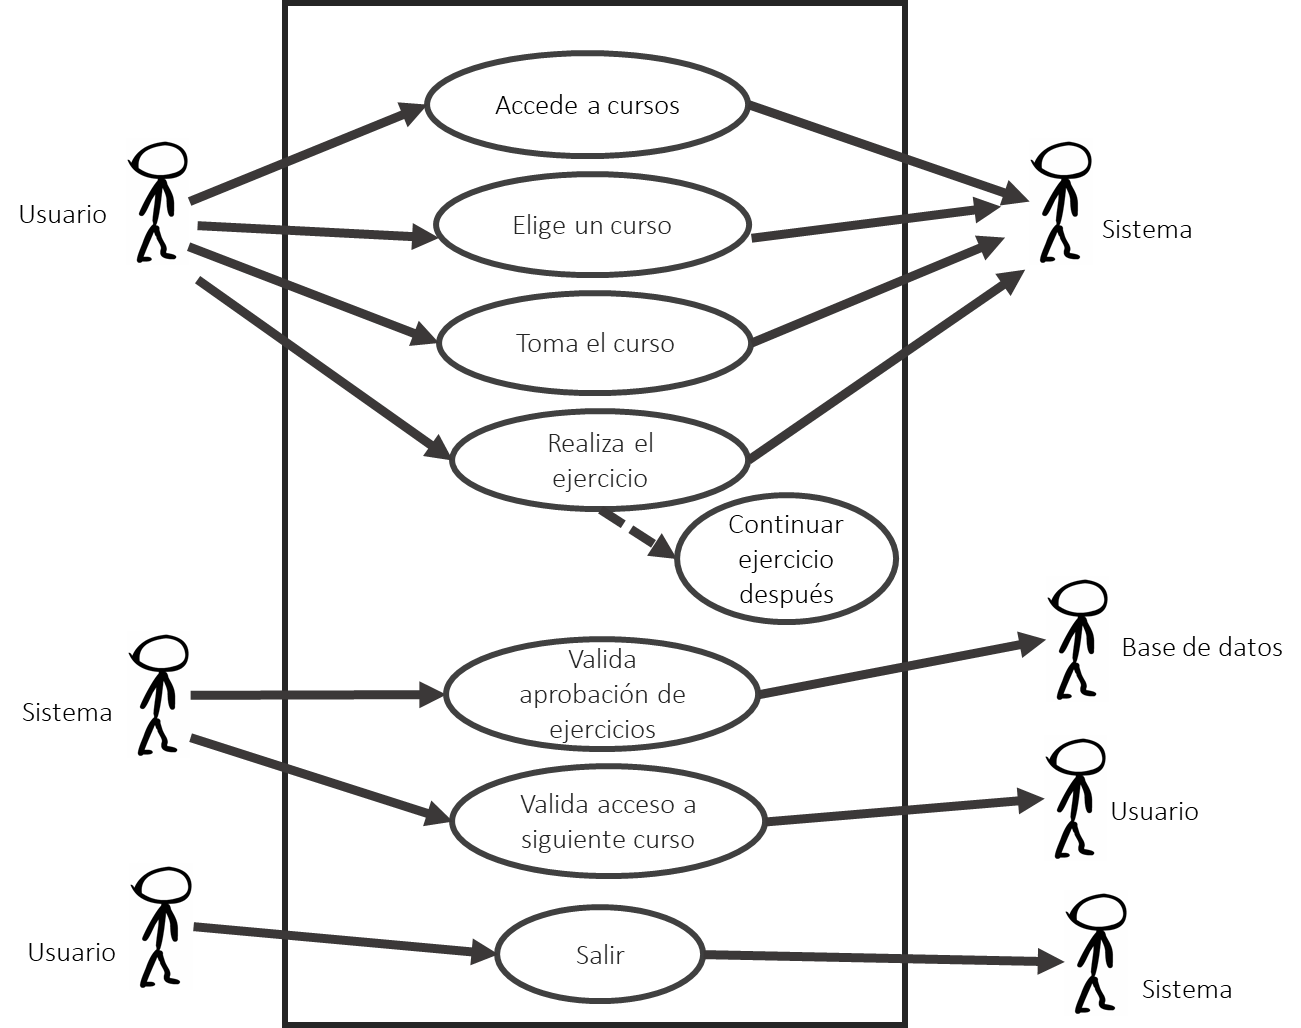 Accede a cursos
Usuario
Elige un curso
Sistema
Toma el curso
Realiza el
ejercicio
Continuar
ejercicio
después
Base de datos
Valida
aprobación de
ejercicios
Sistema
Valida acceso a
siguiente curso
Usuario
Usuario
Salir
Sistema